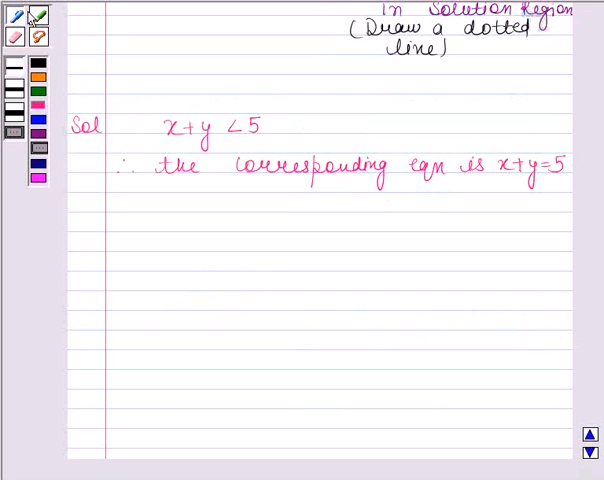 In Solution Region
(Draw a dotted
line)
Sol x+y <5
∴ the corresponding eqn is x+y=5